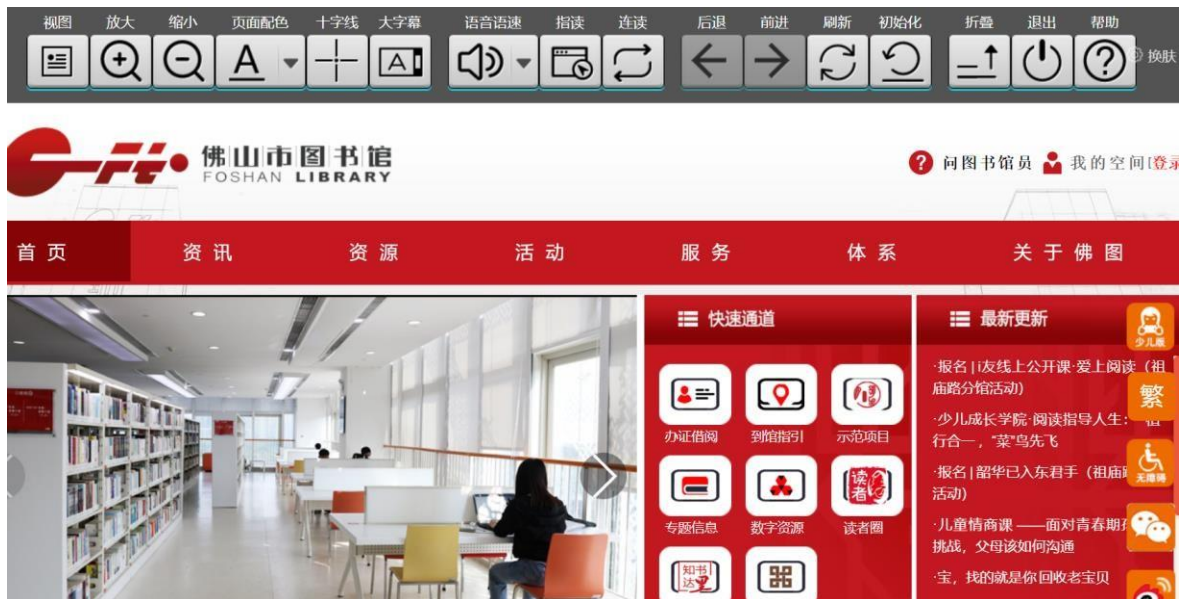 视图 放大 缩小 页面配色 十字线 大字幕 语音语速 指读 连读 后退 前进 刷新 初始化 折叠 退出 帮助
换肤
佛山市图书馆
FOSHAN LIBRARY
问图书馆员 我的空间[登录
首页 资讯 资源 活动 服务 体系 关于佛图
快速通道
办证借阅 到馆指引 示范项目
读者
专题信息 数字资源 读者圈
知书
达里
最新更新
·报名|i友线上公开课·爱上阅读（祖
庙路分馆活动）
·少儿成长学院·阅读指导人生：
行合一，“菜”鸟先飞
·报名|韶华已入东君手（祖庙
活动）
·儿童情商课 ——面对青春期
挑战，父母该如何沟通
·宝，找的就是你回收老宝贝
少儿版
繁
无障碍